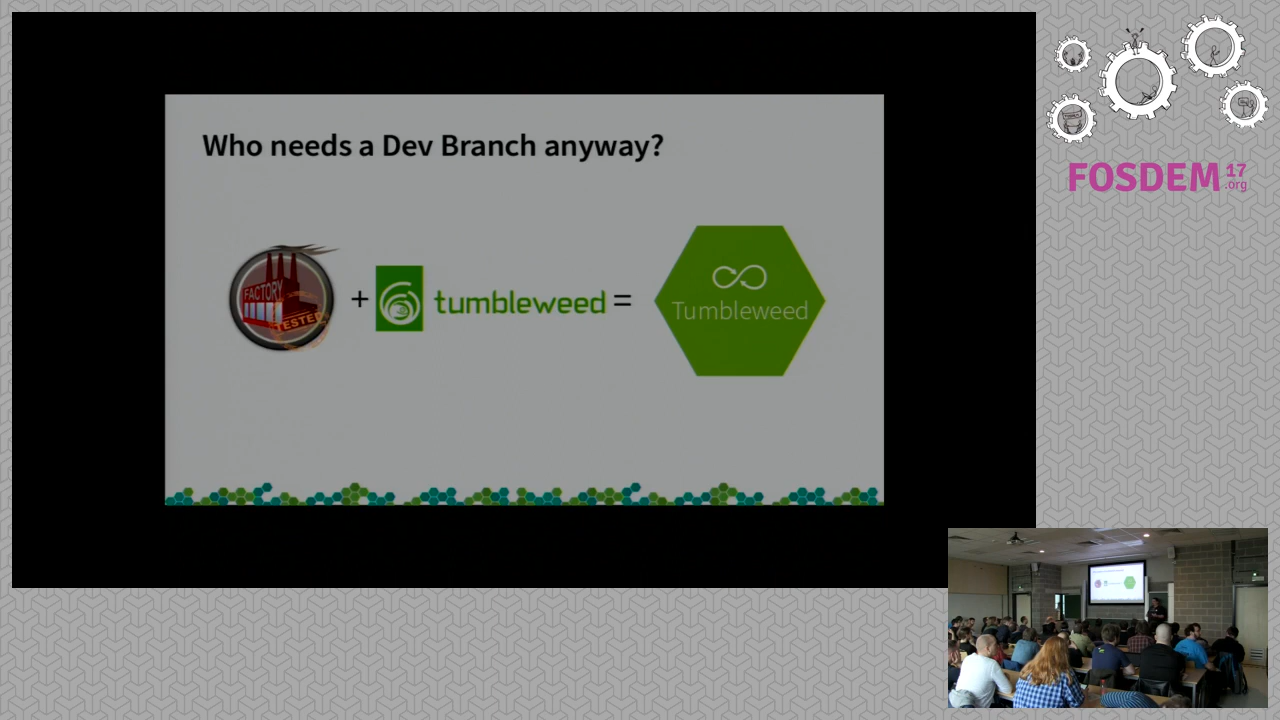 Who needs a Dev Branch anyway?
FACTORY
TESTED
+ tumbleweed =
Tumbleweed
FOSDEM 17
.org